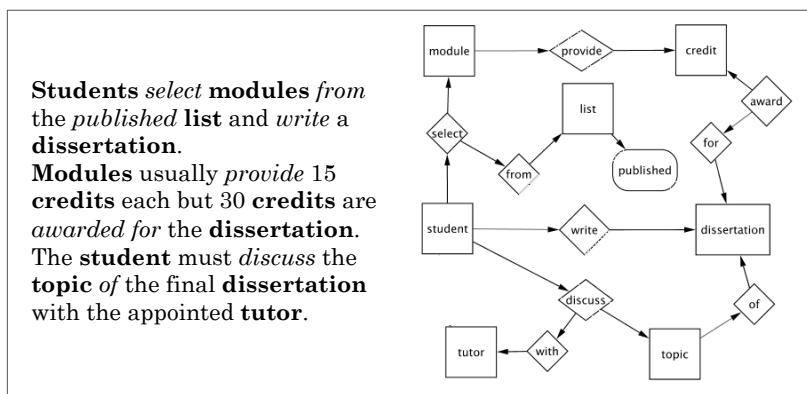 Students select modules from
the published list and write a
dissertation.
Modules usually provide 15
credits each but 30 credits are
awarded for the dissertation.
The student must discuss the
topic of the final dissertation
with the appointed tutor.
module
provide
credit
list
award
select
for
from
published
student
write
dissertation
discuss
of
tutor
with
topic